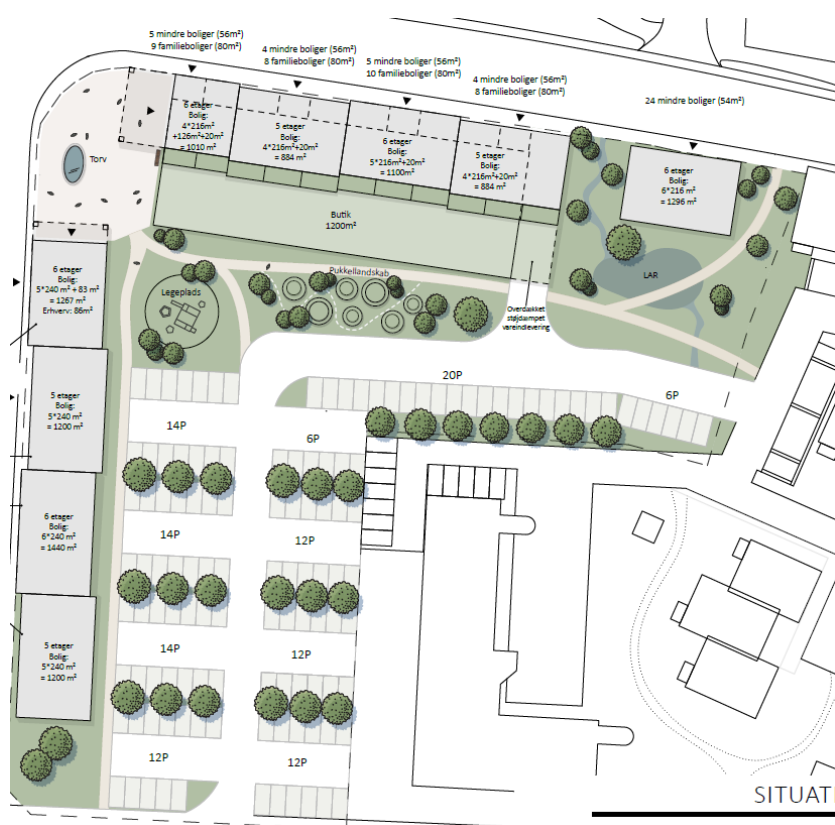 5 mindre boliger (56m²)
9 familieboliger (80m²)
4 mindre boliger (56m²)
8 familieboliger (80m²)
5 mindre boliger (56m²)
10 familieboliger (80m²)
4 mindre boliger (56m²)
8 familieboliger (80m²)
24 mindre boliger (54m²)
6 etager
Bolig:
4*216m²
+126m²+20m²
= 1010 m²
5 etager
Bolig:
4*216m²+20m²
= 884 m²
6 etager
Bolig:
5*216m²+20m²
= 1100m²
5 etager
Bolig:
4*216m²+20m²
= 884 m²
6 etager
Bolig:
6*216 m²
= 1296 m²
Torv
Butik
1200m²
Pukkellandskab
LAR
Overdækket
støjdæmpet
vareindlevering
Legeplads
6 etager
Bolig:
5*240 m² + 83 m²
= 1267 m²
Erhverv: 86m²
5 etager
Bolig:
5*240 m²
= 1200 m²
6 etager
Bolig:
6*240 m²
= 1440 m²
5 etager
Bolig:
5*240 m²
= 1200 m²
20P
6P
14P
6P
14P
12P
14P
12P
12P
12P
SITUATI